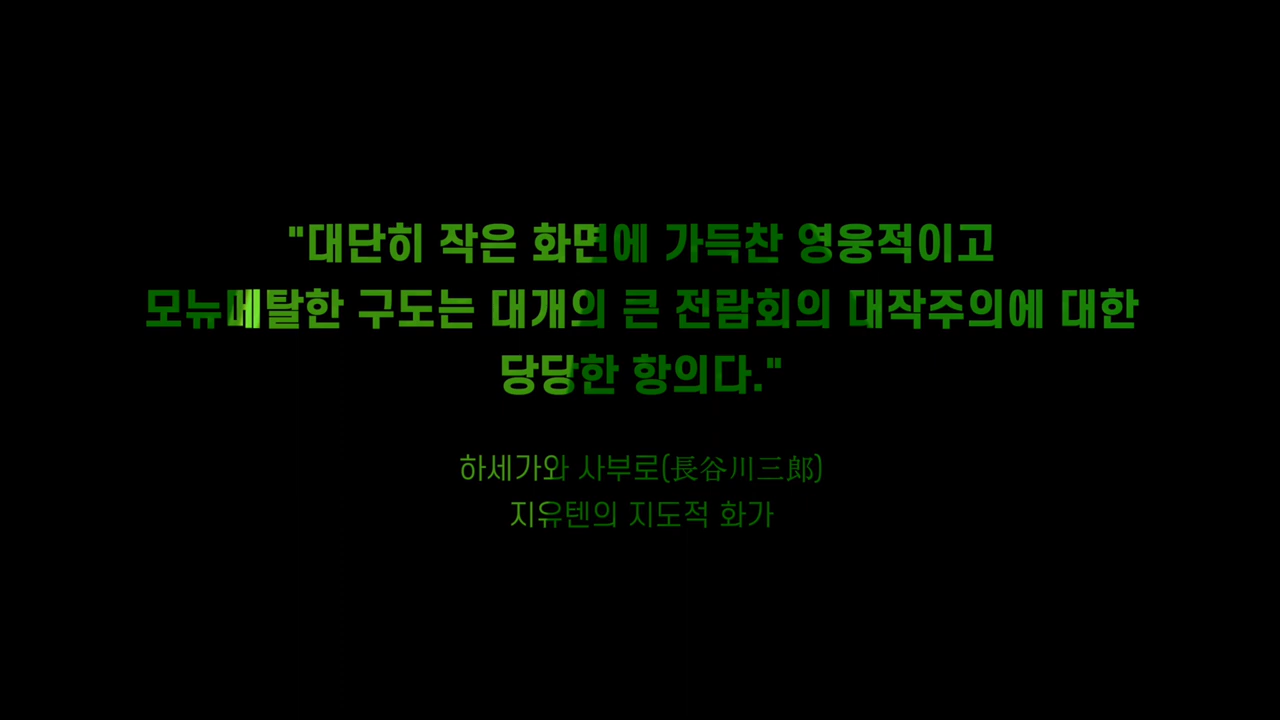 "대단히 작은 화면에 가득찬 영웅적이고
모뉴메탈한 구도는 대개의 큰 전람회의 대작주의에 대한
당당한 항의다."
하세가와 사부로(長谷川三郎)
지유텐의 지도적 화가